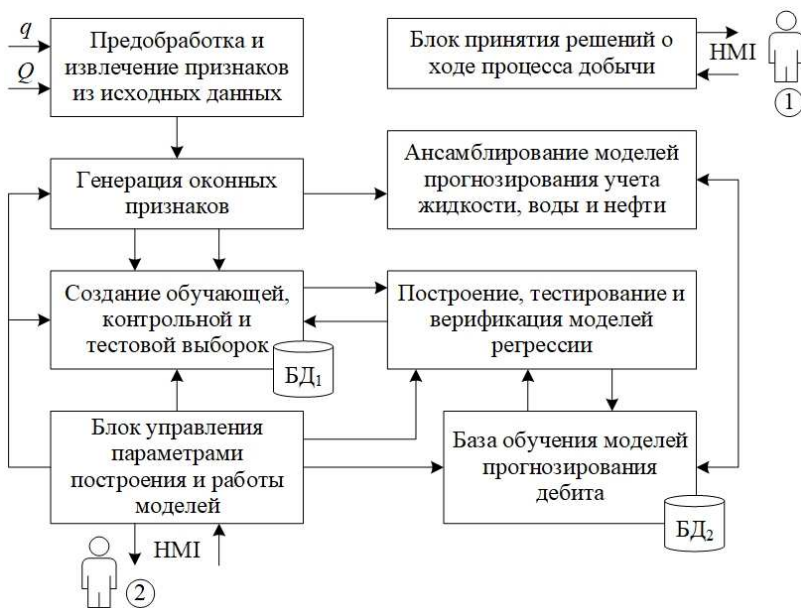 q
Q
Предобработка и
извлечение признаков
из исходных данных
Блок принятия решений о
ходе процесса добычи
HMI
1
Генерация оконных
признаков
Ансамблирование моделей
прогнозирования учета
жидкости, воды и нефти
Создание обучающей,
контрольной и
тестовой выборок
БД₁
Построение, тестирование и
верификация моделей
регрессии
Блок управления
параметрами
построения и работы
моделей
База обучения моделей
прогнозирования
дебита
БД₂
HMI
2